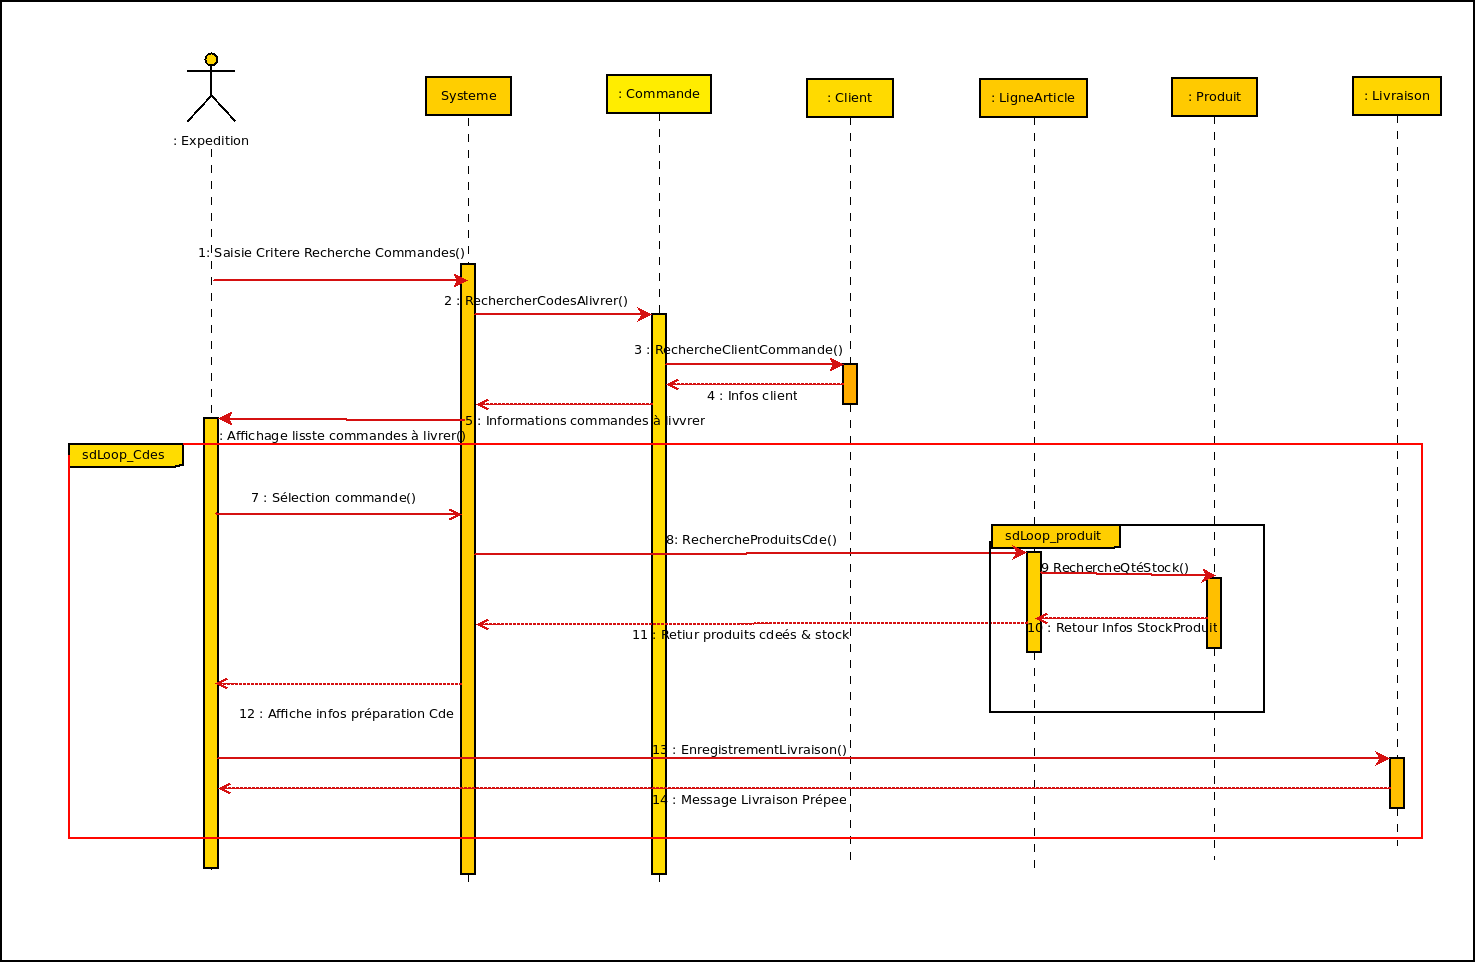 : Expedition
Systeme
: Commande
: Client
: LigneArticle
: Produit
: Livraison
1: Saisie Critere Recherche Commandes()
2 : RechercherCodesAlivrer()
3 : RechercheClientCommande()
4 : Infos client
5 : Informations commandes à livvrer
: Affichage lisste commandes à livrer()
sdLoop_Cdes
7 : Sélection commande()
sdLoop_produit
8: RechercheProduitsCde()
9 RechercheQtéStock()
10 : Retour Infos StockProduit
11 : Retiur produits cdeés & stock
12 : Affiche infos préparation Cde
13 : EnregistrementLivraison()
14 : Message Livraison Prépee